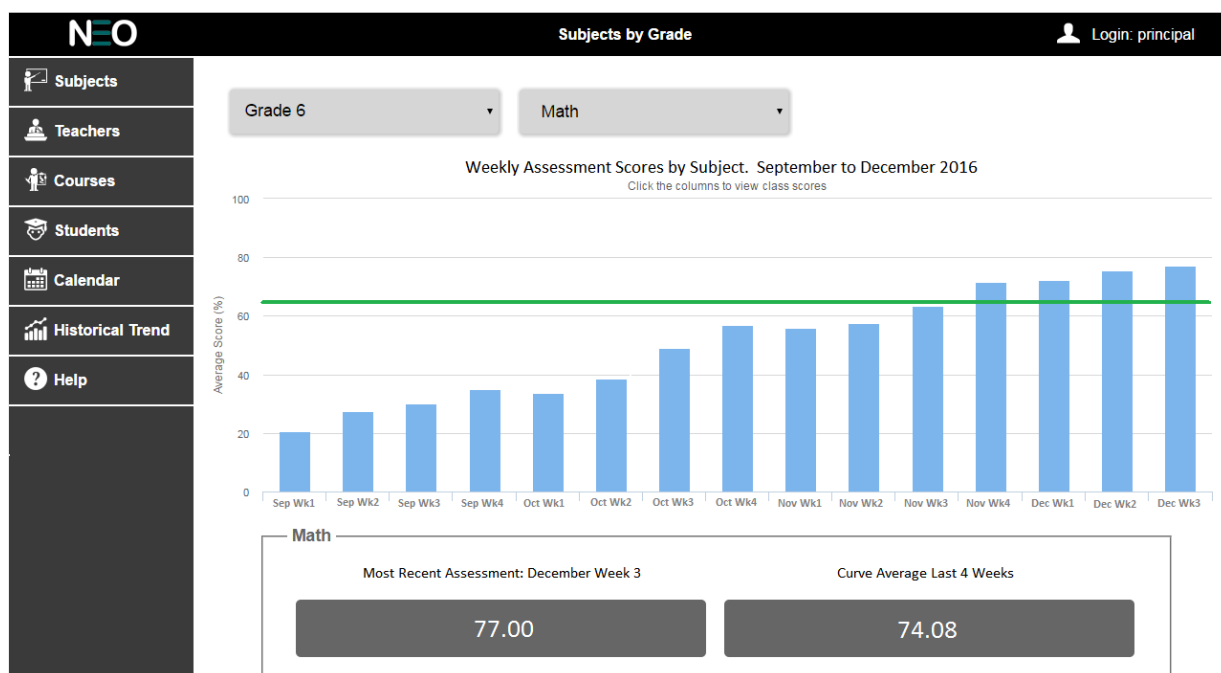 NEO
Subjects by Grade
Login: principal
Subjects
Teachers
Courses
Students
Calendar
Historical Trend
? Help
Grade 6
Math
Weekly Assessment Scores by Subject. September to December 2016
Click the columns to view class scores
Average Score (%)
100
80
60
40
20
0
Sep Wk1 Sep Wk2 Sep Wk3 Sep Wk4 Oct Wk1 Oct Wk2 Oct Wk3 Oct Wk4 Nov Wk1 Nov Wk2 Nov Wk3 Nov Wk4 Dec Wk1 Dec Wk2 Dec Wk3
Math
Most Recent Assessment: December Week 3
77.00
Curve Average Last 4 Weeks
74.08